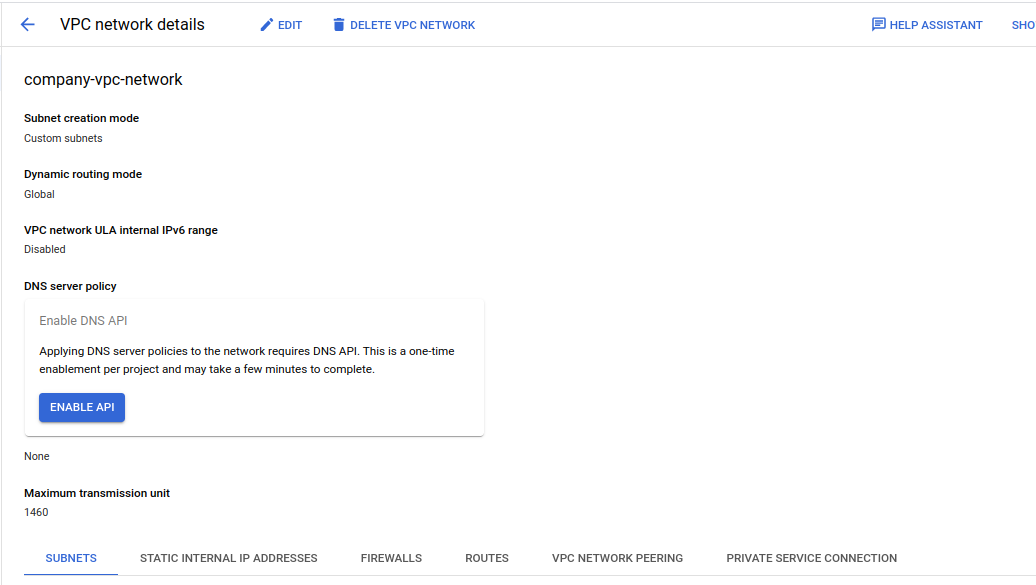 VPC network details
EDIT
DELETE VPC NETWORK
HELP ASSISTANT
SHO
company-vpc-network
Subnet creation mode
Custom subnets
Dynamic routing mode
Global
VPC network ULA internal IPv6 range
Disabled
DNS server policy
Enable DNS API
Applying DNS server policies to the network requires DNS API. This is a one-time
enablement per project and may take a few minutes to complete.
ENABLE API
None
Maximum transmission unit
1460
SUBNETS
STATIC INTERNAL IP ADDRESSES
FIREWALLS
ROUTES
VPC NETWORK PEERING
PRIVATE SERVICE CONNECTION